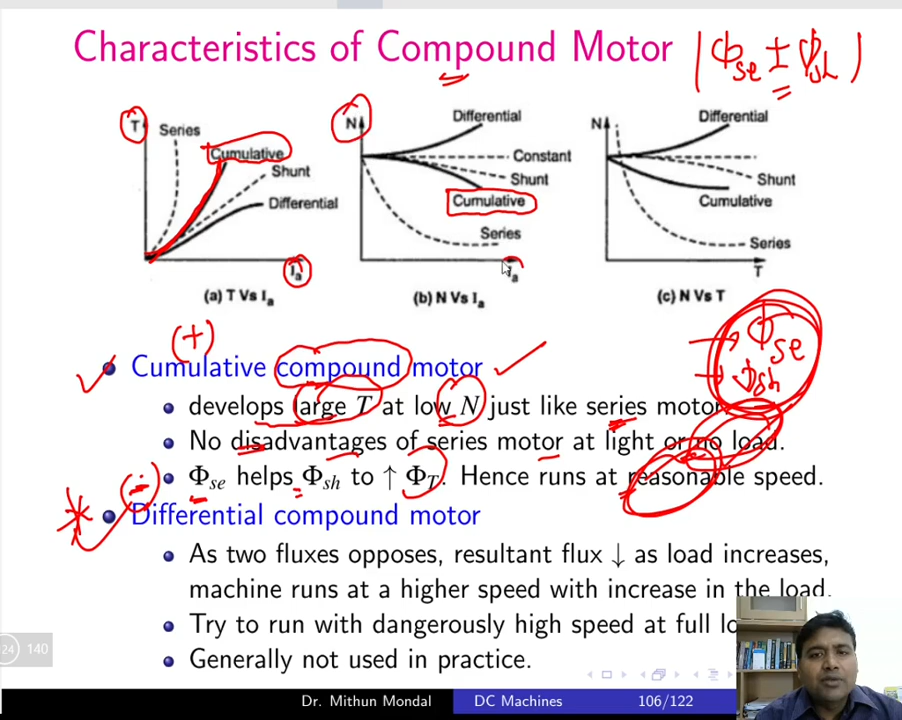 Characteristics of Compound Motor |Φse ± Φsh|
T
Series
Cumulative
Shunt
Differential
Ia
(a) T Vs Ia
N
Differential
Constant
Shunt
Cumulative
Series
Ia
(b) N Vs Ia
N
Differential
Shunt
Cumulative
Series
T
(c) N Vs T
(+)
Φse
Φsh
Cumulative compound motor
develops large T at low N just like series motor
No disadvantages of series motor at light or no load.
Φse helps Φsh to ↑ ΦT. Hence runs at reasonable speed.
(-)
Differential compound motor
As two fluxes opposes, resultant flux ↓ as load increases,
machine runs at a higher speed with increase in the load.
Try to run with dangerously high speed at full lo
Generally not used in practice.
24 140
Dr. Mithun Mondal DC Machines 106/122